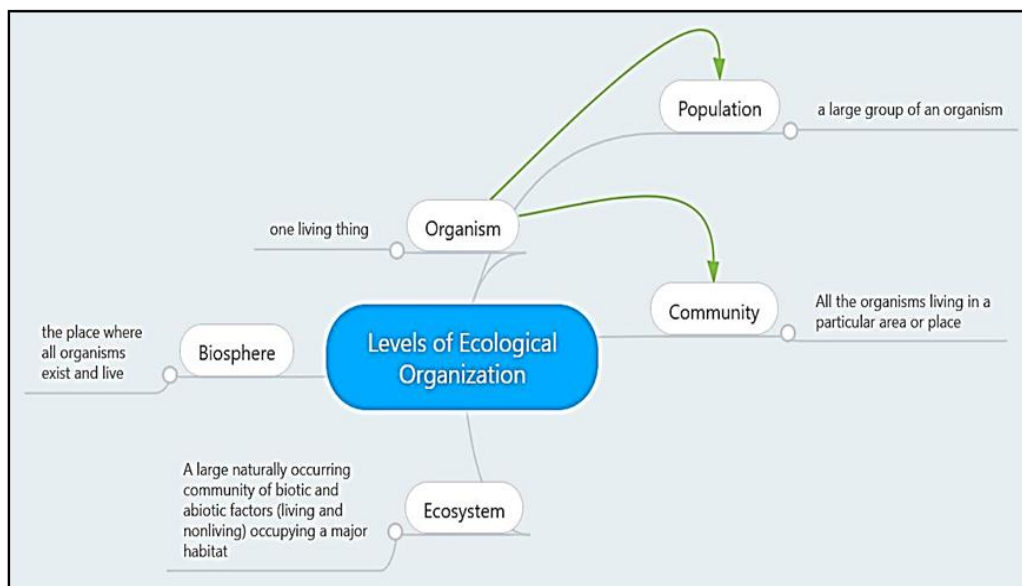 Population
a large group of an organism
Organism
one living thing
Community
All the organisms living in a
particular area or place
Levels of Ecological
Organization
Biosphere
the place where
all organisms
exist and live
Ecosystem
A large naturally occurring
community of biotic and
abiotic factors (living and
nonliving) occupying a major
habitat